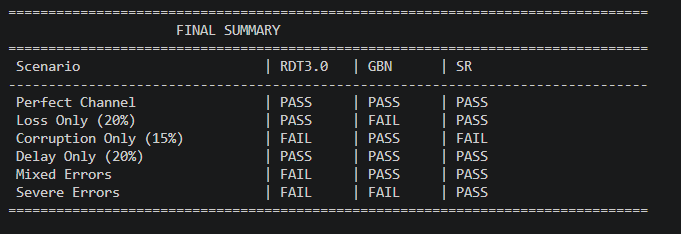 ================================================================================
FINAL SUMMARY
================================================================================
Scenario                       | RDT3.0   | GBN      | SR
--------------------------------------------------------------------------------
Perfect Channel                | PASS     | PASS     | PASS
Loss Only (20%)                | PASS     | FAIL     | PASS
Corruption Only (15%)          | FAIL     | PASS     | FAIL
Delay Only (20%)               | PASS     | PASS     | PASS
Mixed Errors                   | FAIL     | PASS     | PASS
Severe Errors                  | FAIL     | FAIL     | PASS
================================================================================